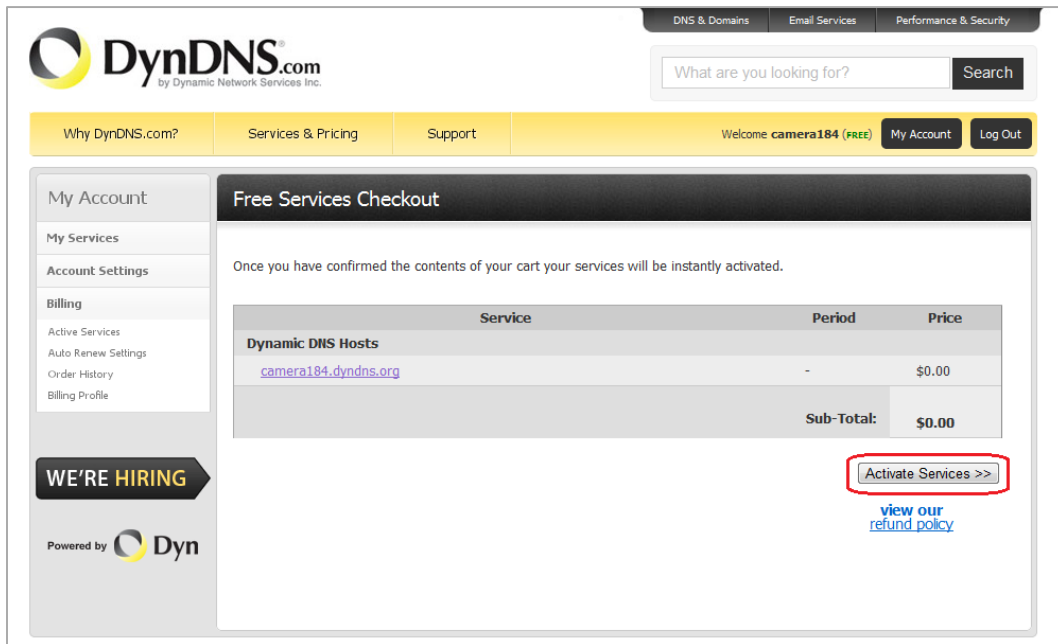 DNS & Domains Email Services Performance & Security
DynDNS.com
by Dynamic Network Services Inc.
What are you looking for? Search
Why DynDNS.com? Services & Pricing Support Welcome camera184 (FREE) My Account Log Out
My Account
My Services
Account Settings
Billing
Active Services
Auto Renew Settings
Order History
Billing Profile
WE'RE HIRING
Powered by Dyn
Free Services Checkout
Once you have confirmed the contents of your cart your services will be instantly activated.
Service Period Price
Dynamic DNS Hosts
camera184.dyndns.org - $0.00
Sub-Total: $0.00
Activate Services >>
view our
refund policy